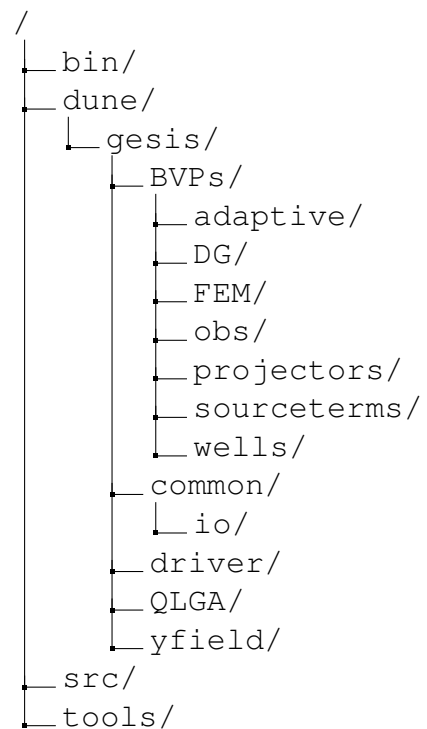 /
bin/
dune/
gesis/
BVPs/
adaptive/
DG/
FEM/
obs/
projectors/
sourceterms/
wells/
common/
io/
driver/
QLGA/
yfield/
src/
tools/